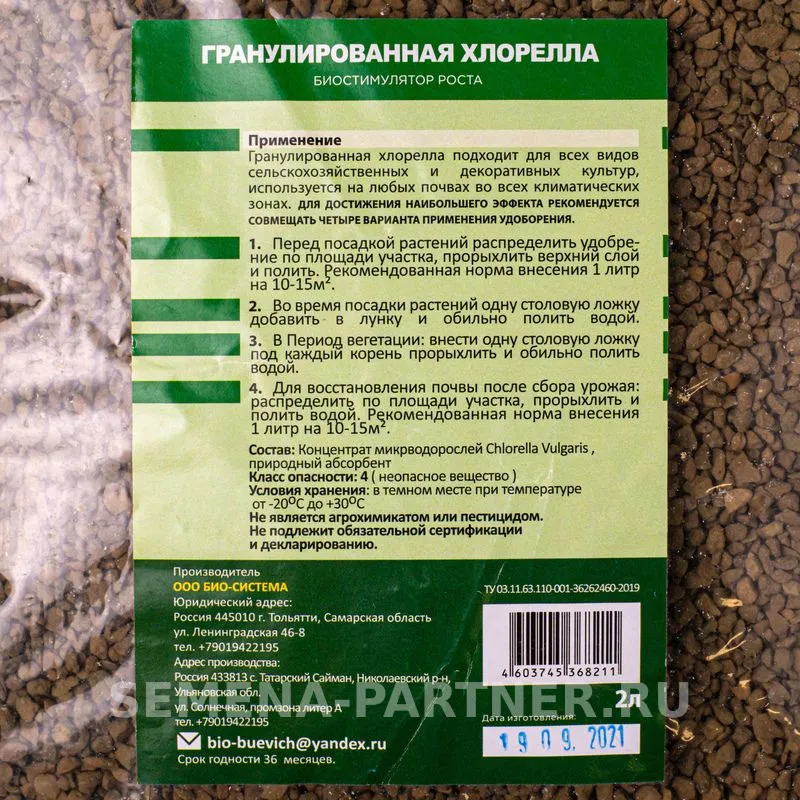 ГРАНУЛИРОВАННАЯ ХЛОРЕЛЛА
БИОСТИМУЛЯТОР РОСТА
Применение
Гранулированная хлорелла подходит для всех видов
сельскохозяйственных и декоративных культур,
используется на любых почвах во всех климатических
зонах. ДЛЯ ДОСТИЖЕНИЯ НАИБОЛЬШЕГО ЭФФЕКТА РЕКОМЕНДУЕТСЯ
СОВМЕЩАТЬ ЧЕТЫРЕ ВАРИАНТА ПРИМЕНЕНИЯ УДОБРЕНИЯ.
1. Перед посадкой растений распределить удобре-
ние по площади участка, прорыхлить верхний слой
и полить. Рекомендованная норма внесения 1 литр
на 10-15м².
2. Во время посадки растений одну столовую ложку
добавить в лунку и обильно полить водой.
3. В Период вегетации: внести одну столовую ложку
под каждый корень прорыхлить и обильно полить
водой.
4. Для восстановления почвы после сбора урожая:
распределить по площади участка, прорыхлить и
полить водой. Рекомендованная норма внесения
1 литр на 10-15м².
Состав: Концентрат микрводорослей Chlorella Vulgaris ,
природный абсорбент
Класс опасности: 4 ( неопасное вещество )
Условия хранения: в темном месте при температуре
от -20⁰С до +30⁰С
Не является агрохимикатом или пестицидом.
Не подлежит обязательной сертификации
и декларированию.
Производитель
ООО БИО-СИСТЕМА
Юридический адрес:
Россия 445010 г. Тольятти, Самарская область
ул. Ленинградская 46-8
тел. +79019422195
Адрес производства:
Россия 433813 с. Татарский Сайман, Николаевский р-н,
Ульяновская обл.
ул. Солнечная, промзона литер А
тел. +79019422195
bio-buevich@yandex.ru
Срок годности 36 месяцев.
ТУ 03.11.63.110-001-36262460-2019
4603745368211
2л
Дата изготовления:
19 09. 2021
SEMENA-PARTNER.RU